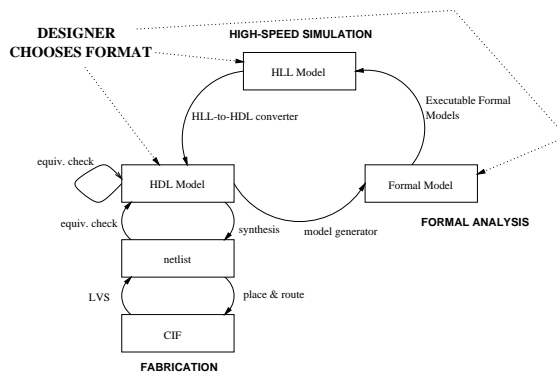 DESIGNER
CHOOSES FORMAT
HIGH-SPEED SIMULATION
HLL Model
HLL-to-HDL converter
Executable Formal
Models
equiv. check
HDL Model
Formal Model
equiv. check
synthesis
model generator
FORMAL ANALYSIS
netlist
LVS
place & route
CIF
FABRICATION